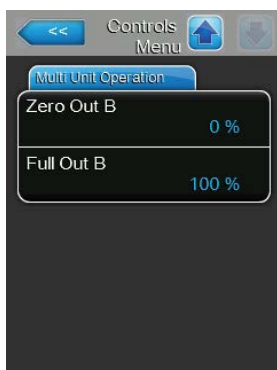 <<
Controls
Menu
Multi Unit Operation
Zero Out B
0 %
Full Out B
100 %